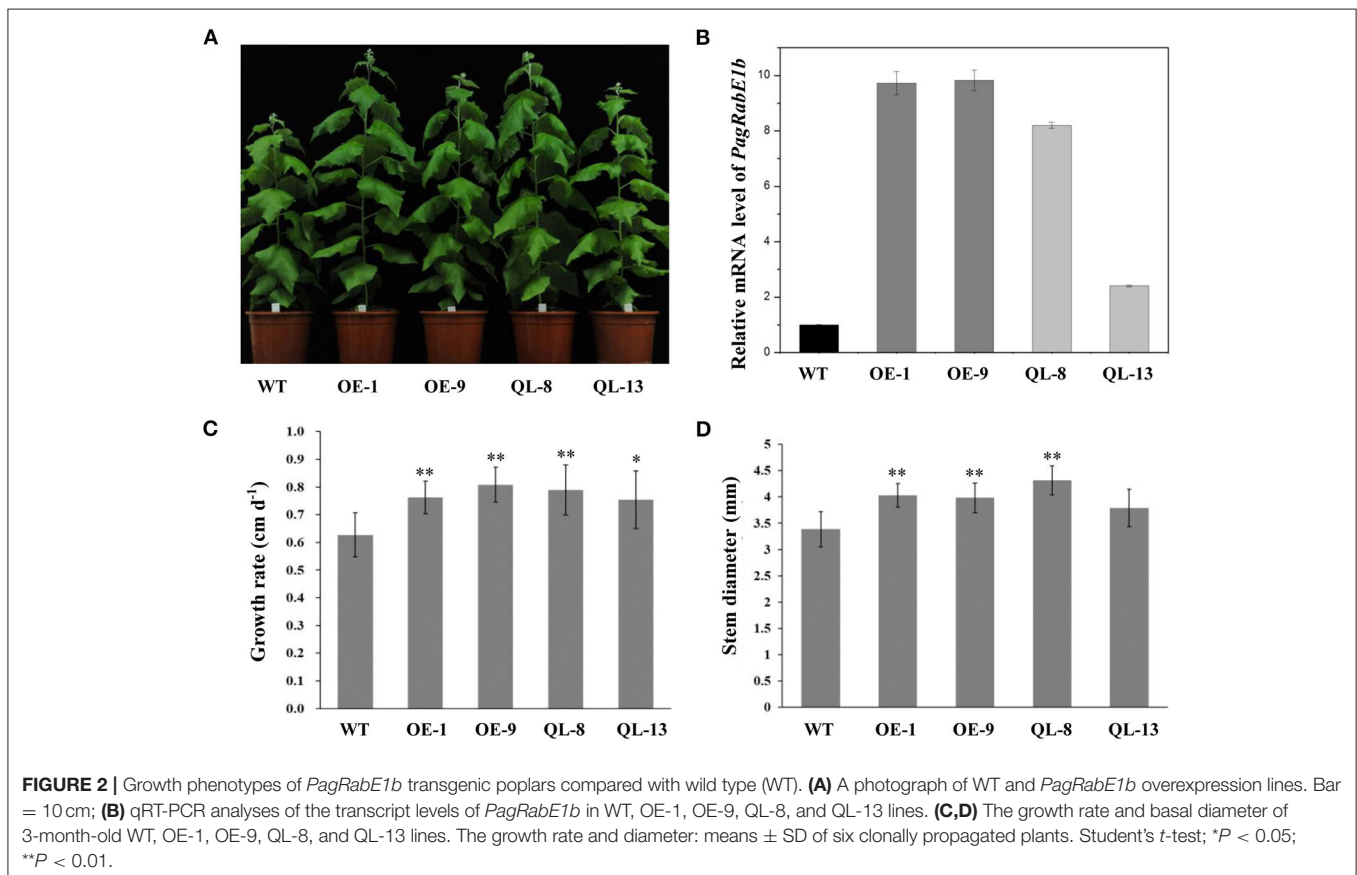 A
WT OE-1 OE-9 QL-8 QL-13
B
Relative mRNA level of PagRabE1b
10
8
6
4
2
0
WT OE-1 OE-9 QL-8 QL-13
C
Growth rate (cm d-1)
1.0
0.9
0.8
0.7
0.6
0.5
0.4
0.3
0.2
0.1
0.0
** ** ** *
WT OE-1 OE-9 QL-8 QL-13
D
Stem diameter (mm)
5
4.5
4
3.5
3
2.5
2
1.5
1
0.5
0
** ** **
WT OE-1 OE-9 QL-8 QL-13
FIGURE 2 | Growth phenotypes of PagRabE1b transgenic poplars compared with wild type (WT). (A) A photograph of WT and PagRabE1b overexpression lines. Bar
= 10 cm; (B) qRT-PCR analyses of the transcript levels of PagRabE1b in WT, OE-1, OE-9, QL-8, and QL-13 lines. (C,D) The growth rate and basal diameter of
3-month-old WT, OE-1, OE-9, QL-8, and QL-13 lines. The growth rate and diameter: means ± SD of six clonally propagated plants. Student's t-test; *P < 0.05;
**P < 0.01.